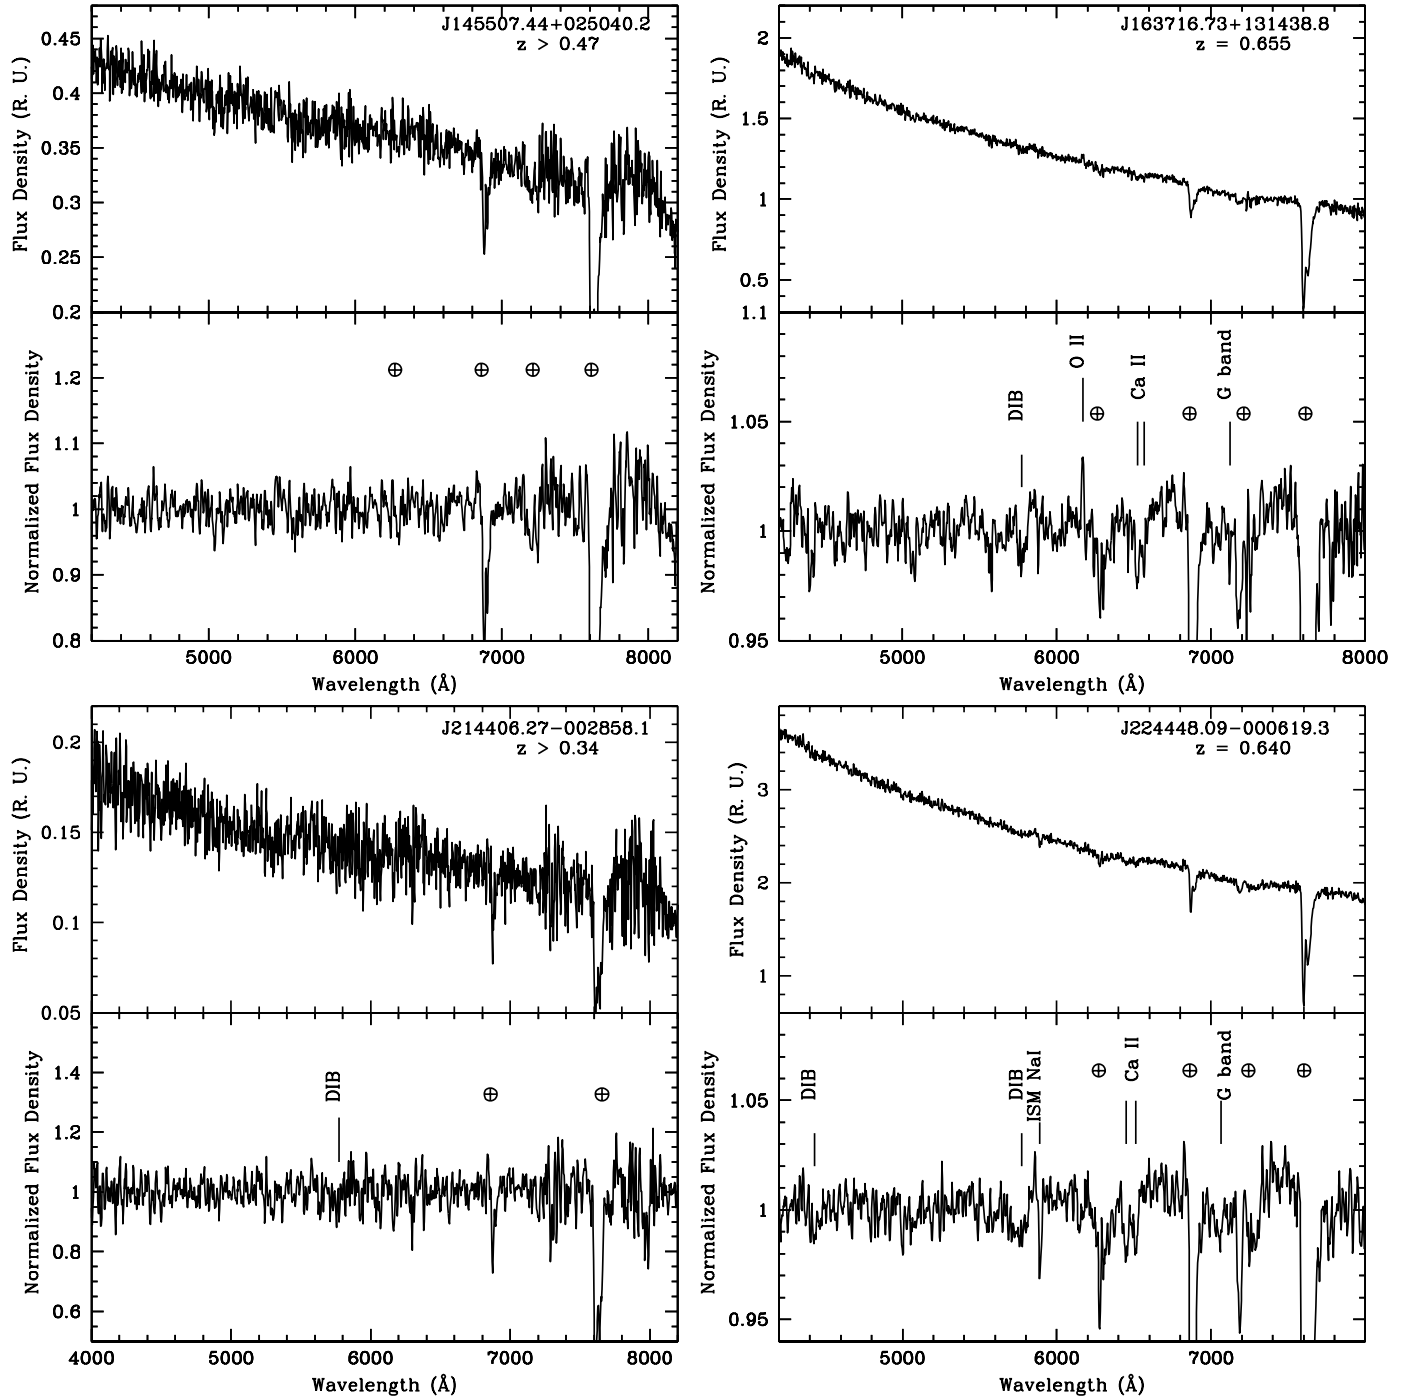 J145507.44+025040.2
z > 0.47
0.45
0.4
0.35
0.3
0.25
0.2
Flux Density (R. U.)
1.2
1.1
1
0.9
0.8
Normalized Flux Density
5000 6000 7000 8000
Wavelength (Å)
J163716.73+131438.8
z = 0.655
2
1.5
1
0.5
Flux Density (R. U.)
1.1
1.05
1
0.95
Normalized Flux Density
DIB
O II
Ca II
G band
5000 6000 7000 8000
Wavelength (Å)
J214406.27−002858.1
z > 0.34
0.2
0.15
0.1
0.05
Flux Density (R. U.)
1.4
1.2
1
0.8
0.6
Normalized Flux Density
DIB
4000 5000 6000 7000 8000
Wavelength (Å)
J224448.09−000619.3
z = 0.640
3
2
1
Flux Density (R. U.)
1.05
1
0.95
Normalized Flux Density
DIB
DIB
ISM NaI
Ca II
G band
5000 6000 7000 8000
Wavelength (Å)